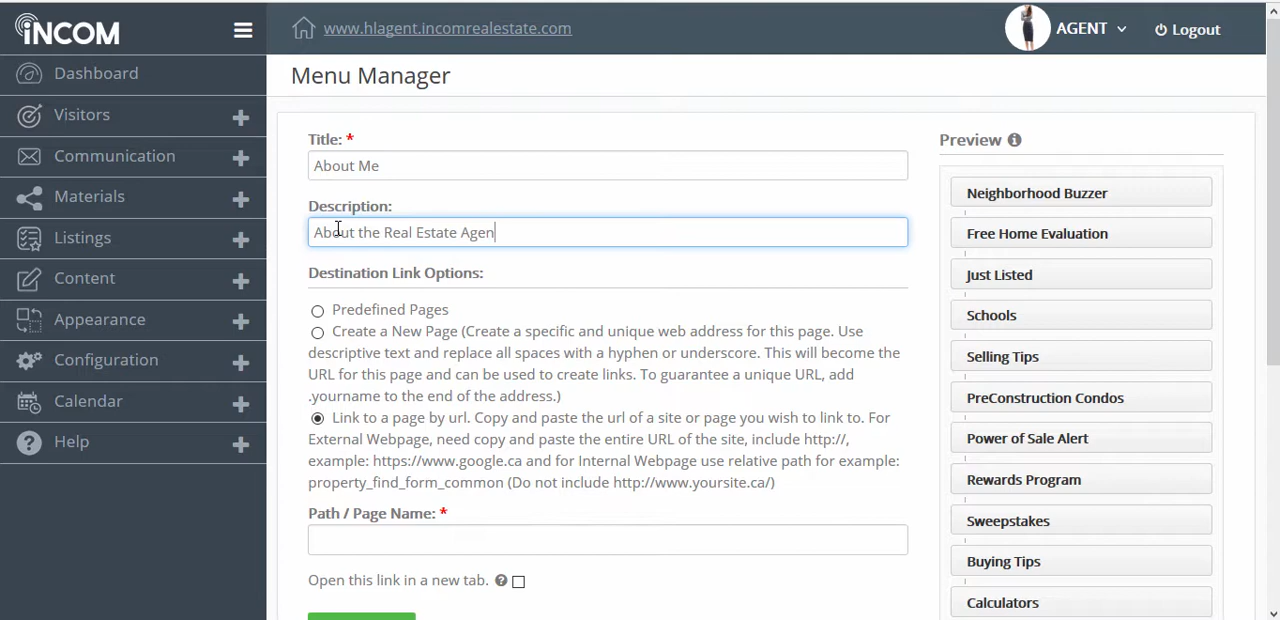 iNCOM
www.hlagent.incomrealestate.com
AGENT
Logout
Dashboard
Visitors
Communication
Materials
Listings
Content
Appearance
Configuration
Calendar
Help
Menu Manager
Title: *
About Me
Description:
About the Real Estate Agen
Destination Link Options:
Predefined Pages
Create a New Page (Create a specific and unique web address for this page. Use
descriptive text and replace all spaces with a hyphen or underscore. This will become the
URL for this page and can be used to create links. To guarantee a unique URL, add
.yourname to the end of the address.)
Link to a page by url. Copy and paste the url of a site or page you wish to link to. For
External Webpage, need copy and paste the entire URL of the site, include http://,
example: https://www.google.ca and for Internal Webpage use relative path for example:
property_find_form_common (Do not include http://www.yoursite.ca/)
Path / Page Name: *
Open this link in a new tab.
Preview
Neighborhood Buzzer
Free Home Evaluation
Just Listed
Schools
Selling Tips
PreConstruction Condos
Power of Sale Alert
Rewards Program
Sweepstakes
Buying Tips
Calculators